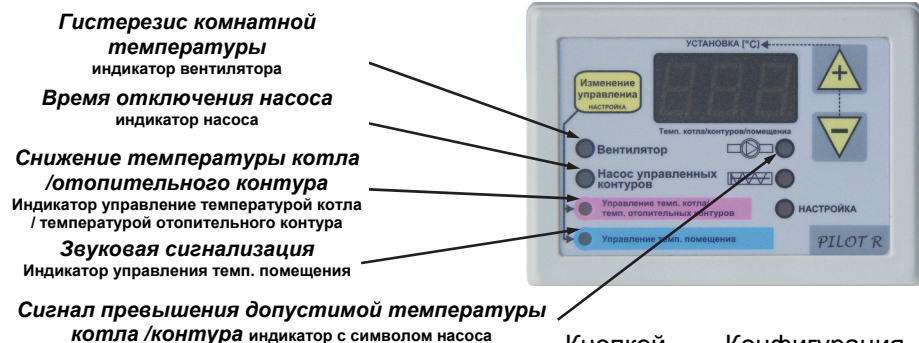 Гистерезис комнатной
температуры
индикатор вентилятора
Время отключения насоса
индикатор насоса
Снижение температуры котла
/отопительного контура
Индикатор управление температурой котла
/ температурой отопительного контура
Звуковая сигнализация
Индикатор управления темп. помещения
Сигнал превышения допустимой температуры
котла /контура индикатор с символом насоса
УСТАНОВКА [°C]
Изменение
управления
НАСТРОЙКА
+
−
Темп. котла/контуров/помещения
Вентилятор
Насос управленных
контуров
Управление темп. котла/
темп. отопительных контуров
НАСТРОЙКА
Управление темп. помещения
PILOT R
Кнопкой Конфигурация